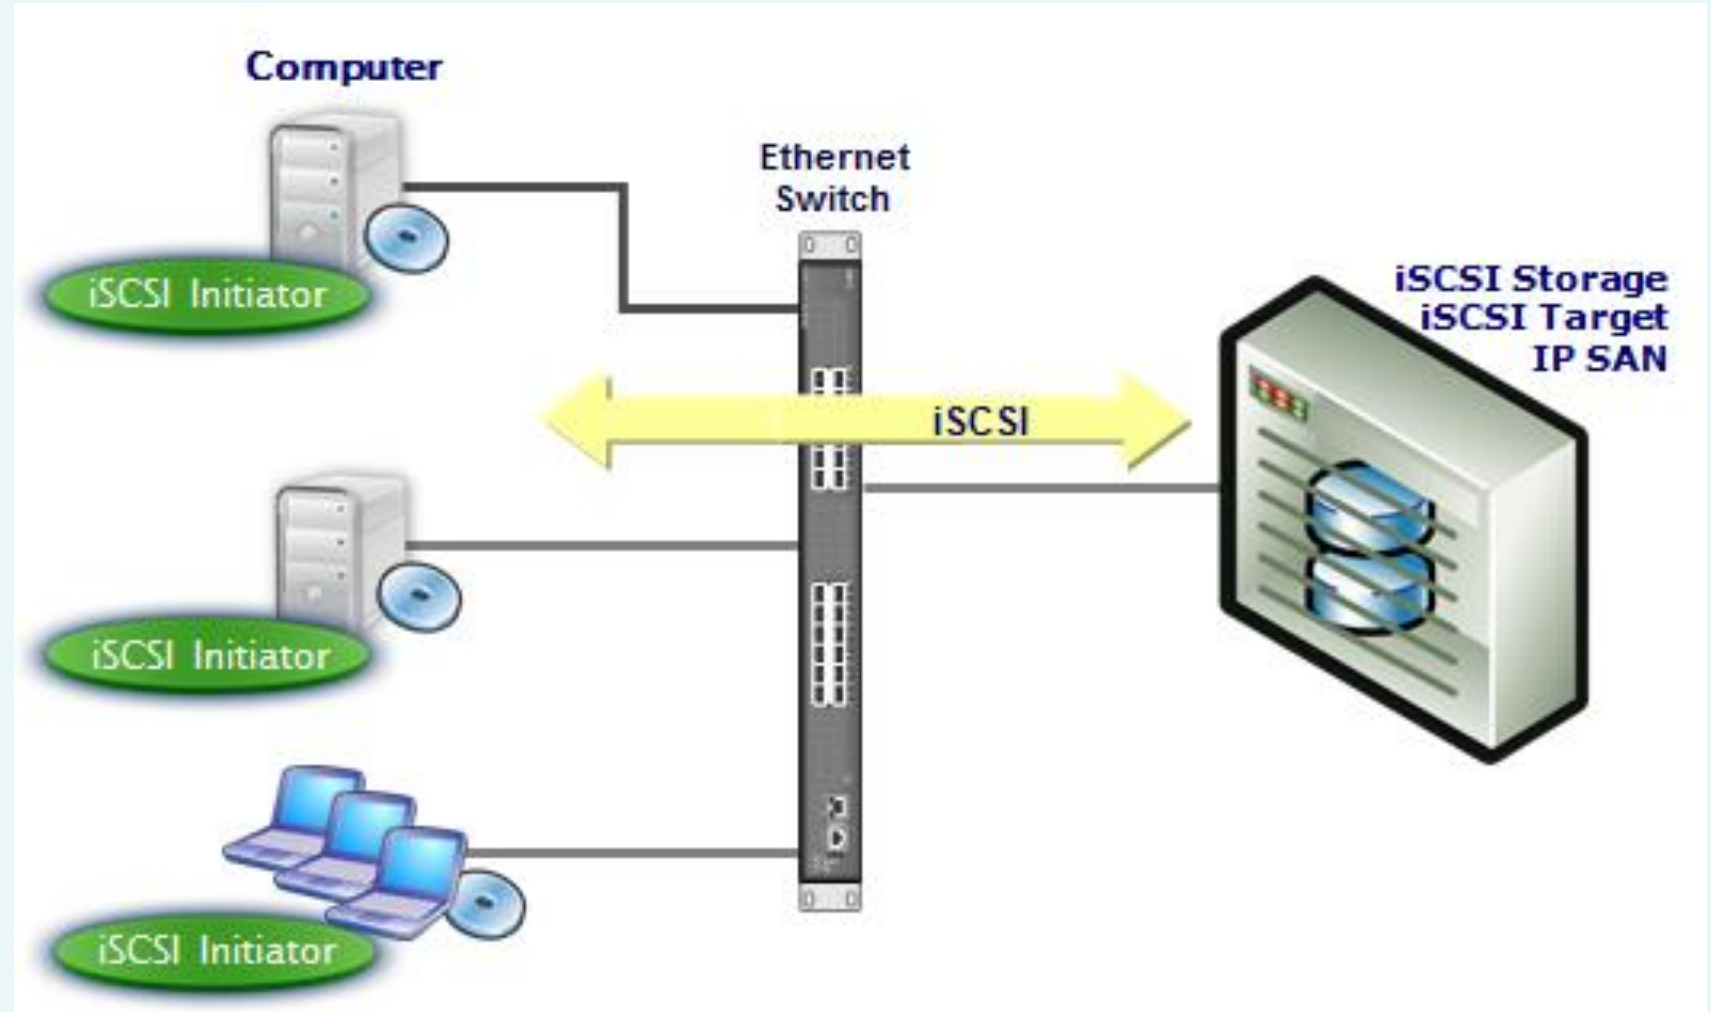 Computer
iSCSI Initiator
Ethernet
Switch
iSCSI Storage
iSCSI Target
IP SAN
iSCSI
iSCSI Initiator
iSCSI Initiator